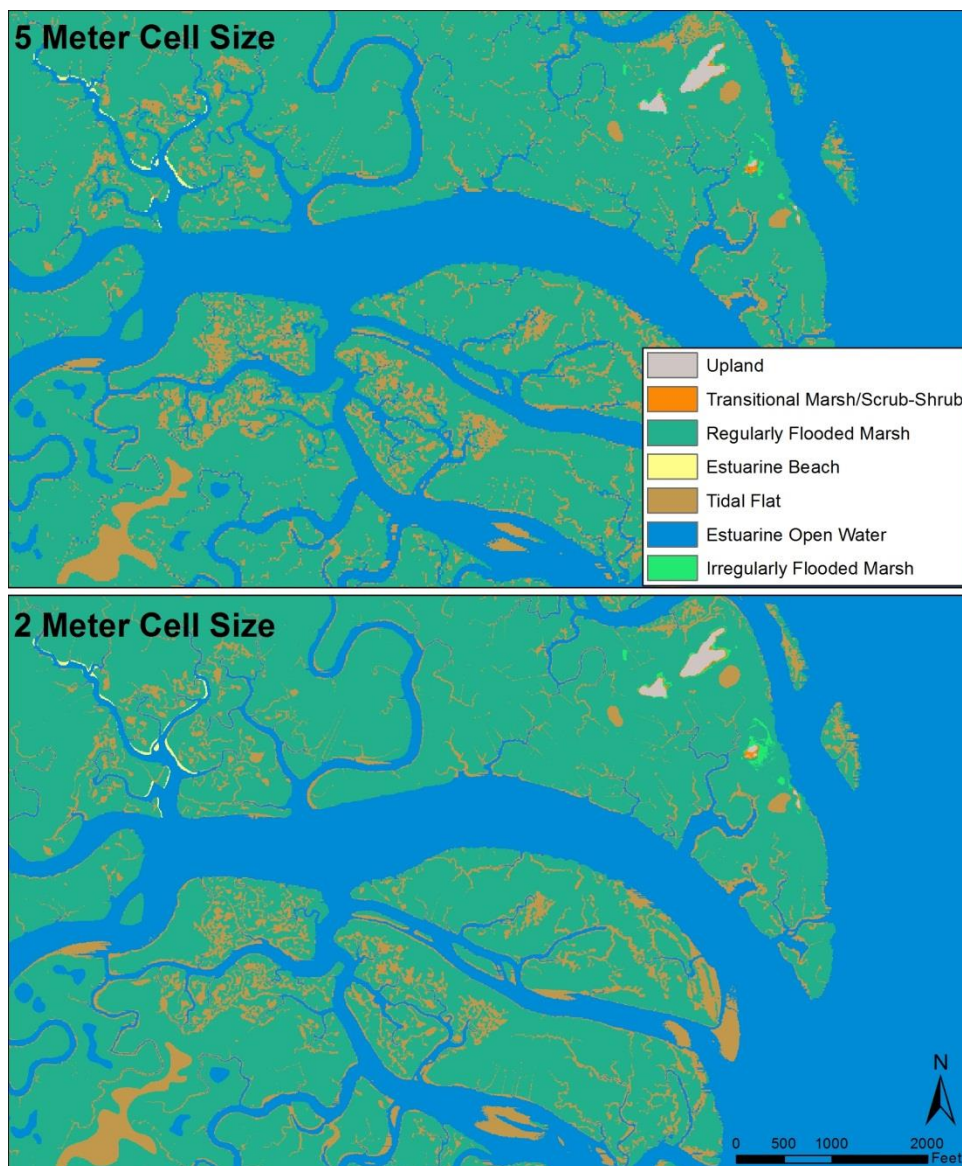 5 Meter Cell Size
Upland
Transitional Marsh/Scrub-Shrub
Regularly Flooded Marsh
Estuarine Beach
Tidal Flat
Estuarine Open Water
Irregularly Flooded Marsh
2 Meter Cell Size
N
0 500 1000 2000
Feet